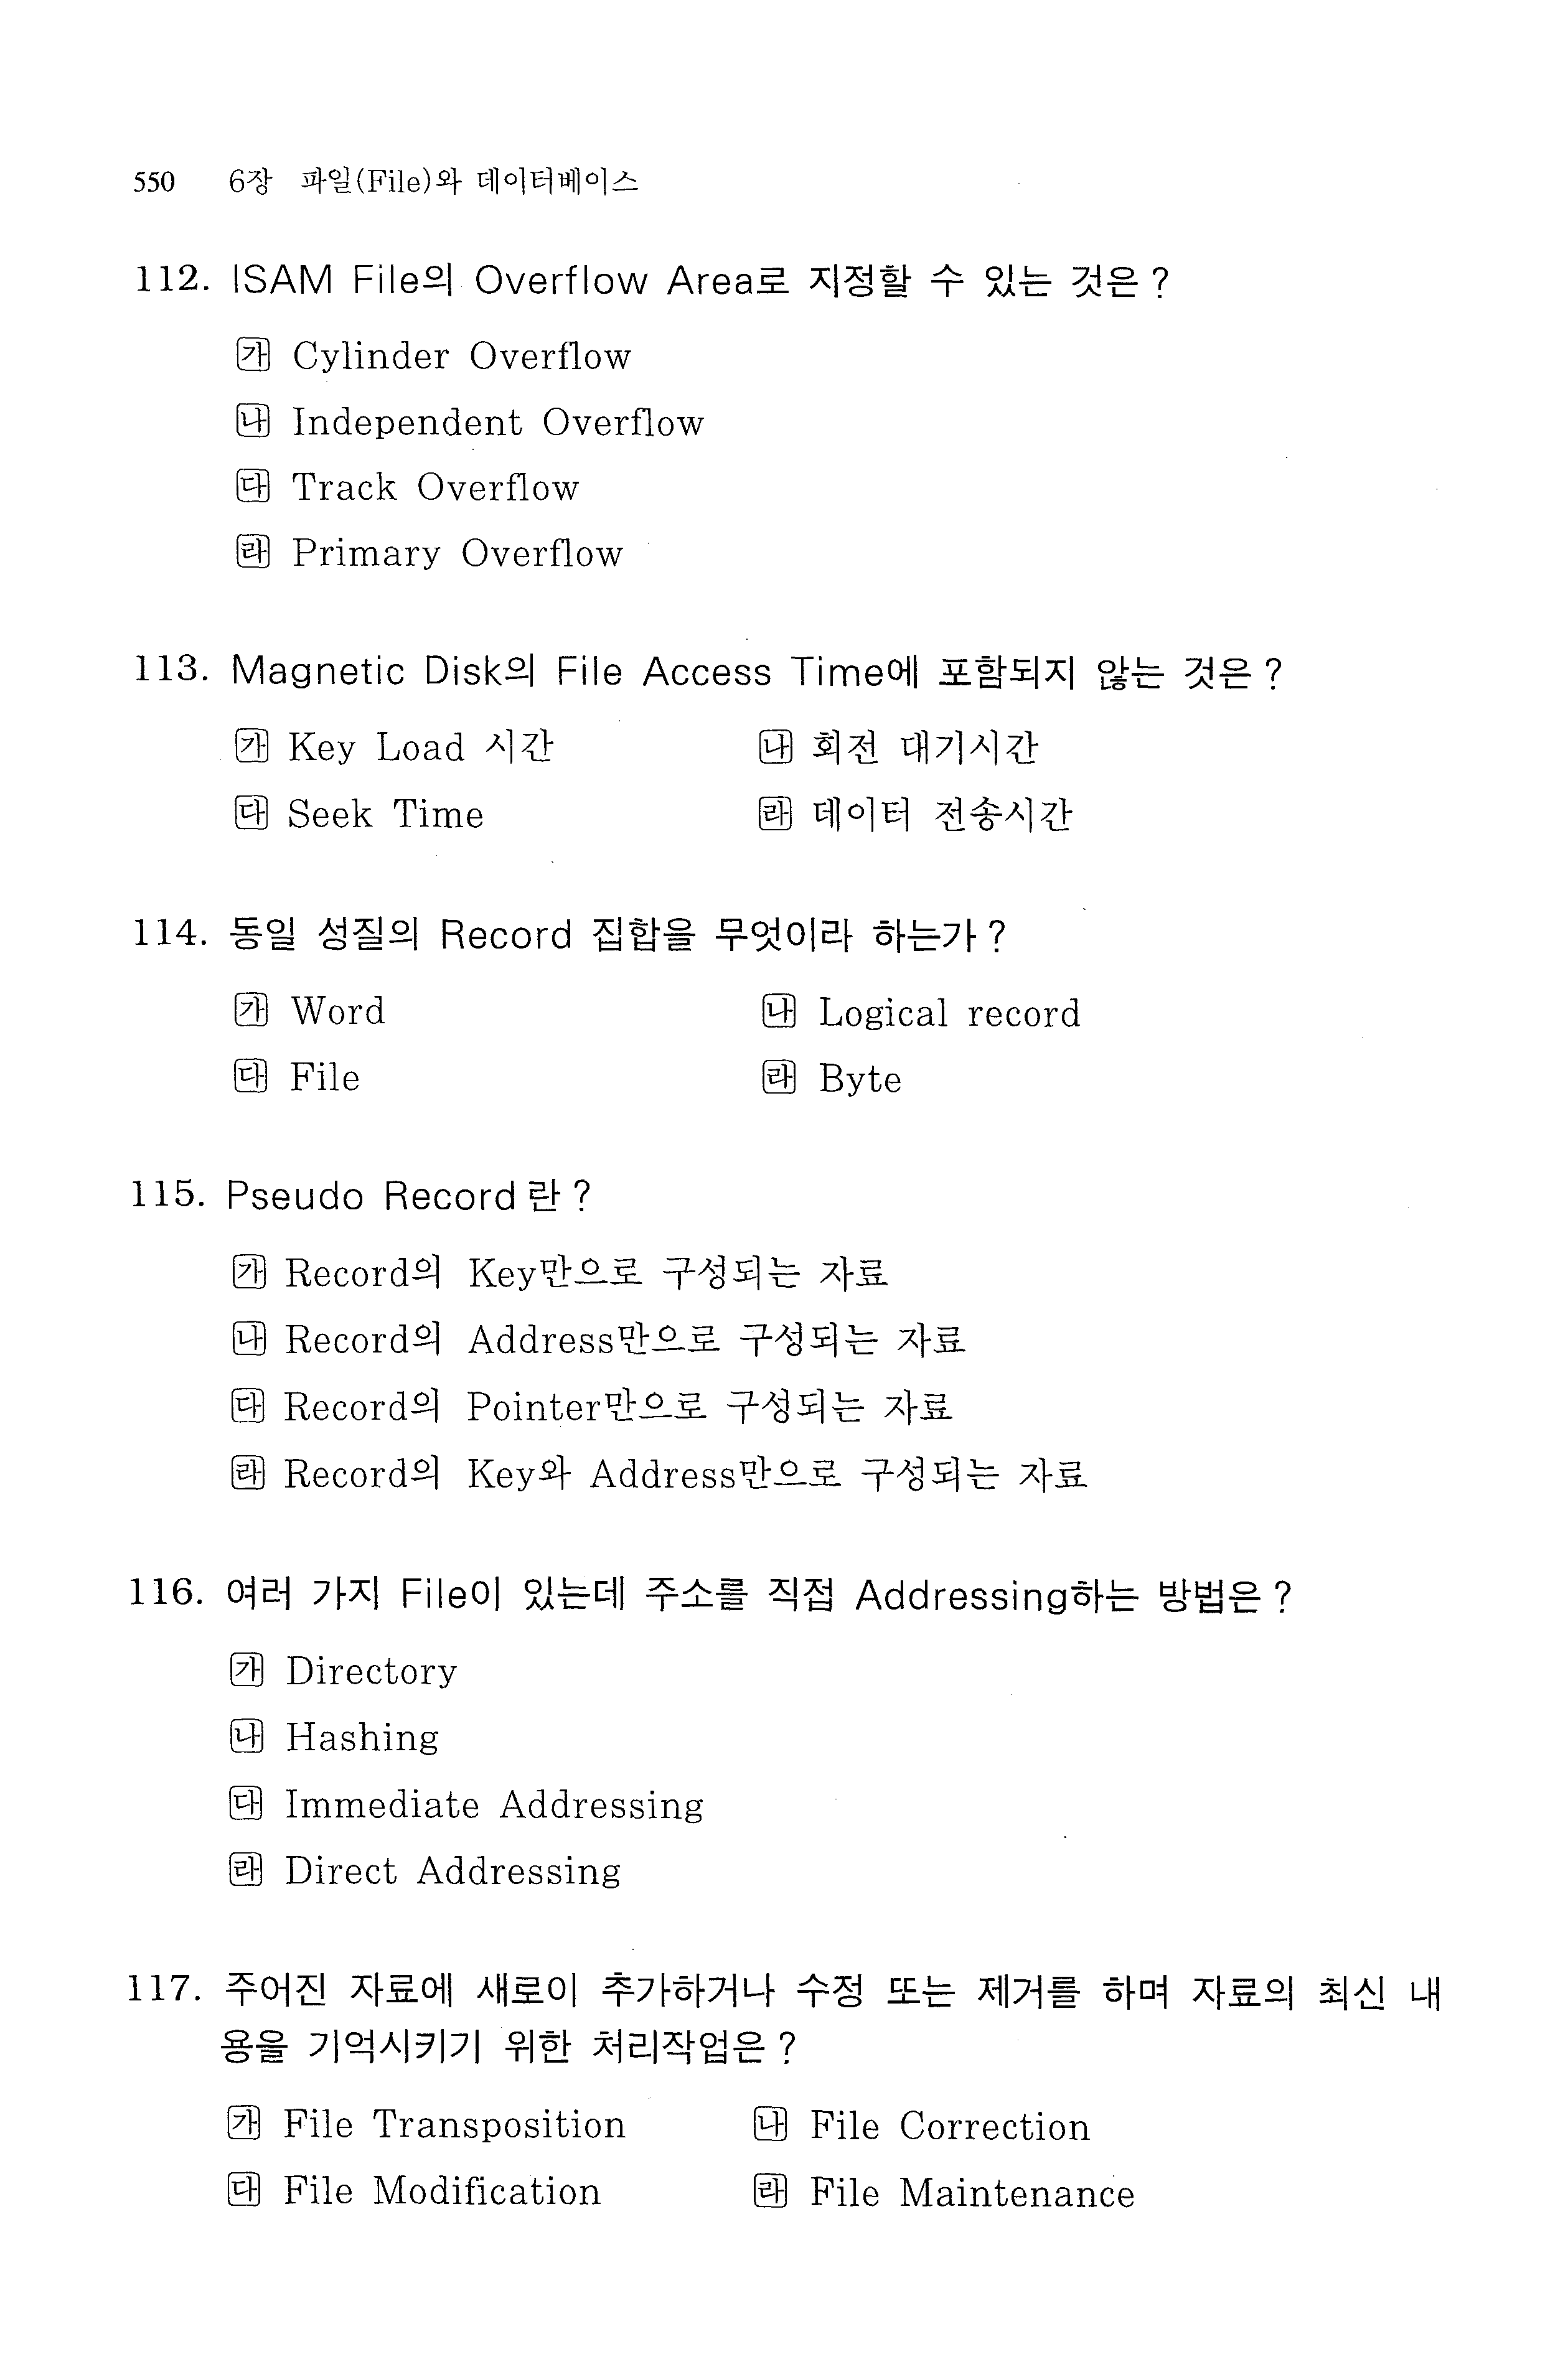 550 6장 파일(File)와 데이터베이스
112. ISAM File의 Overflow Area로 지정할 수 있는 것은?
㉮ Cylinder Overflow
㉯ Independent Overflow
㉰ Track Overflow
㉱ Primary Overflow
113. Magnetic Disk의 File Access Time에 포함되지 않는 것은?
㉮ Key Load 시간 ㉯ 회전 대기시간
㉰ Seek Time ㉱ 데이터 전송시간
114. 동일 성질의 Record 집합을 무엇이라 하는가?
㉮ Word ㉯ Logical record
㉰ File ㉱ Byte
115. Pseudo Record란?
㉮ Record의 Key만으로 구성되는 자료
㉯ Record의 Address만으로 구성되는 자료
㉰ Record의 Pointer만으로 구성되는 자료
㉱ Record의 Key와 Address만으로 구성되는 자료
116. 여러 가지 File이 있는데 주소를 직접 Addressing하는 방법은?
㉮ Directory
㉯ Hashing
㉰ Immediate Addressing
㉱ Direct Addressing
117. 주어진 자료에 새로이 추가하거나 수정 또는 제거를 하며 자료의 최신 내
용을 기억시키기 위한 처리작업은?
㉮ File Transposition ㉯ File Correction
㉰ File Modification ㉱ File Maintenance